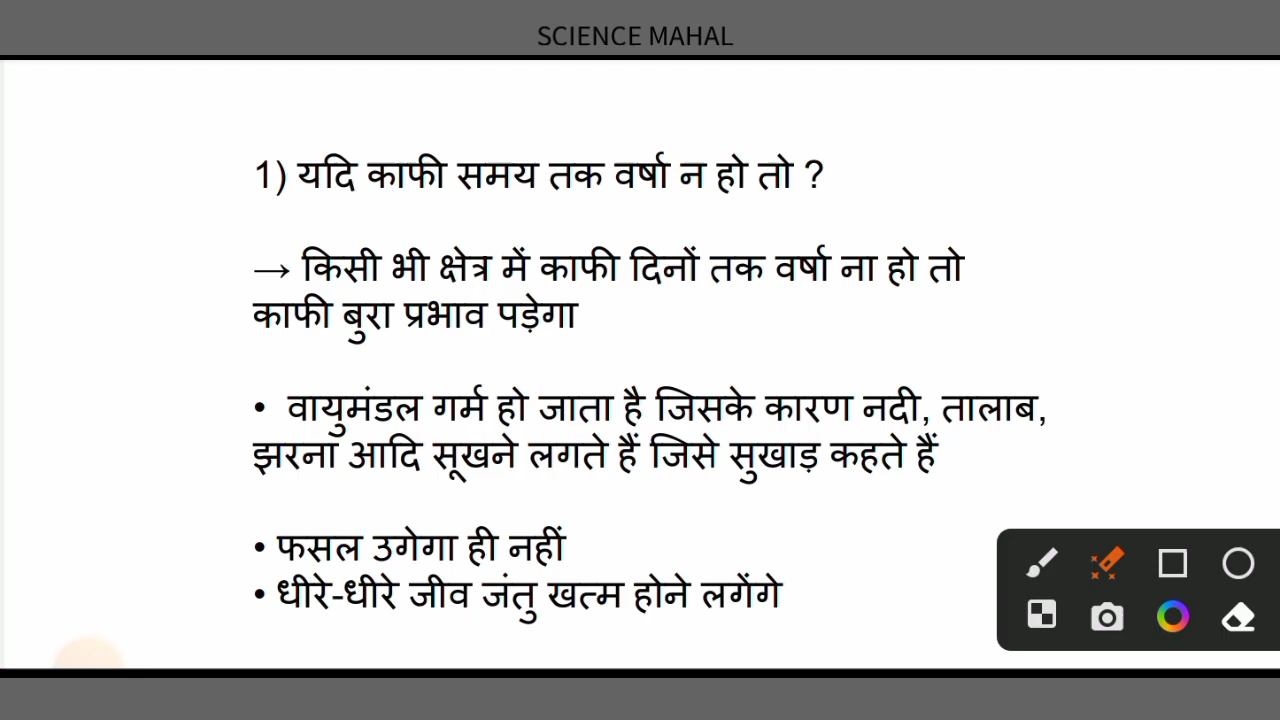 SCIENCE MAHAL
1) यदि काफी समय तक वर्षा न हो तो ?
→ किसी भी क्षेत्र में काफी दिनों तक वर्षा ना हो तो
काफी बुरा प्रभाव पड़ेगा
• वायुमंडल गर्म हो जाता है जिसके कारण नदी, तालाब,
झरना आदि सूखने लगते हैं जिसे सुखाड़ कहते हैं
• फसल उगेगा ही नहीं
• धीरे-धीरे जीव जंतु खत्म होने लगेंगे